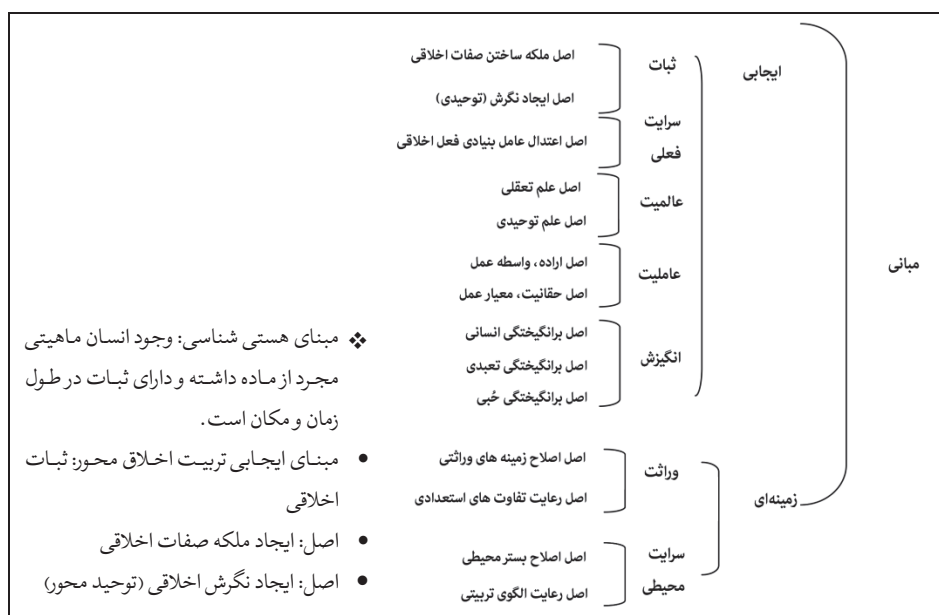 مبانی
ایجابی
ثبات
اصل ملکه ساختن صفات اخلاقی
اصل ایجاد نگرش (توحیدی)
سرایت
فعلی
اصل اعتدال عامل بنیادی فعل اخلاقی
عالمیت
اصل علم تعقلی
اصل علم توحیدی
عاملیت
اصل اراده، واسطه عمل
اصل حقانیت، معیار عمل
انگیزش
اصل برانگیختگی انسانی
اصل برانگیختگی تعبدی
اصل برانگیختگی حُبی
زمینه‌ای
وراثت
اصل اصلاح زمینه های وراثتی
اصل رعایت تفاوت های استعدادی
سرایت
محیطی
اصل اصلاح بستر محیطی
اصل رعایت الگوی تربیتی
❖ مبنای هستی شناسی: وجود انسان ماهیتی
مجرد از ماده داشته و دارای ثبات در طول
زمان و مکان است.
• مبنای ایجابی تربیت اخلاق محور: ثبات
اخلاقی
• اصل: ایجاد ملکه صفات اخلاقی
• اصل: ایجاد نگرش اخلاقی (توحید محور)